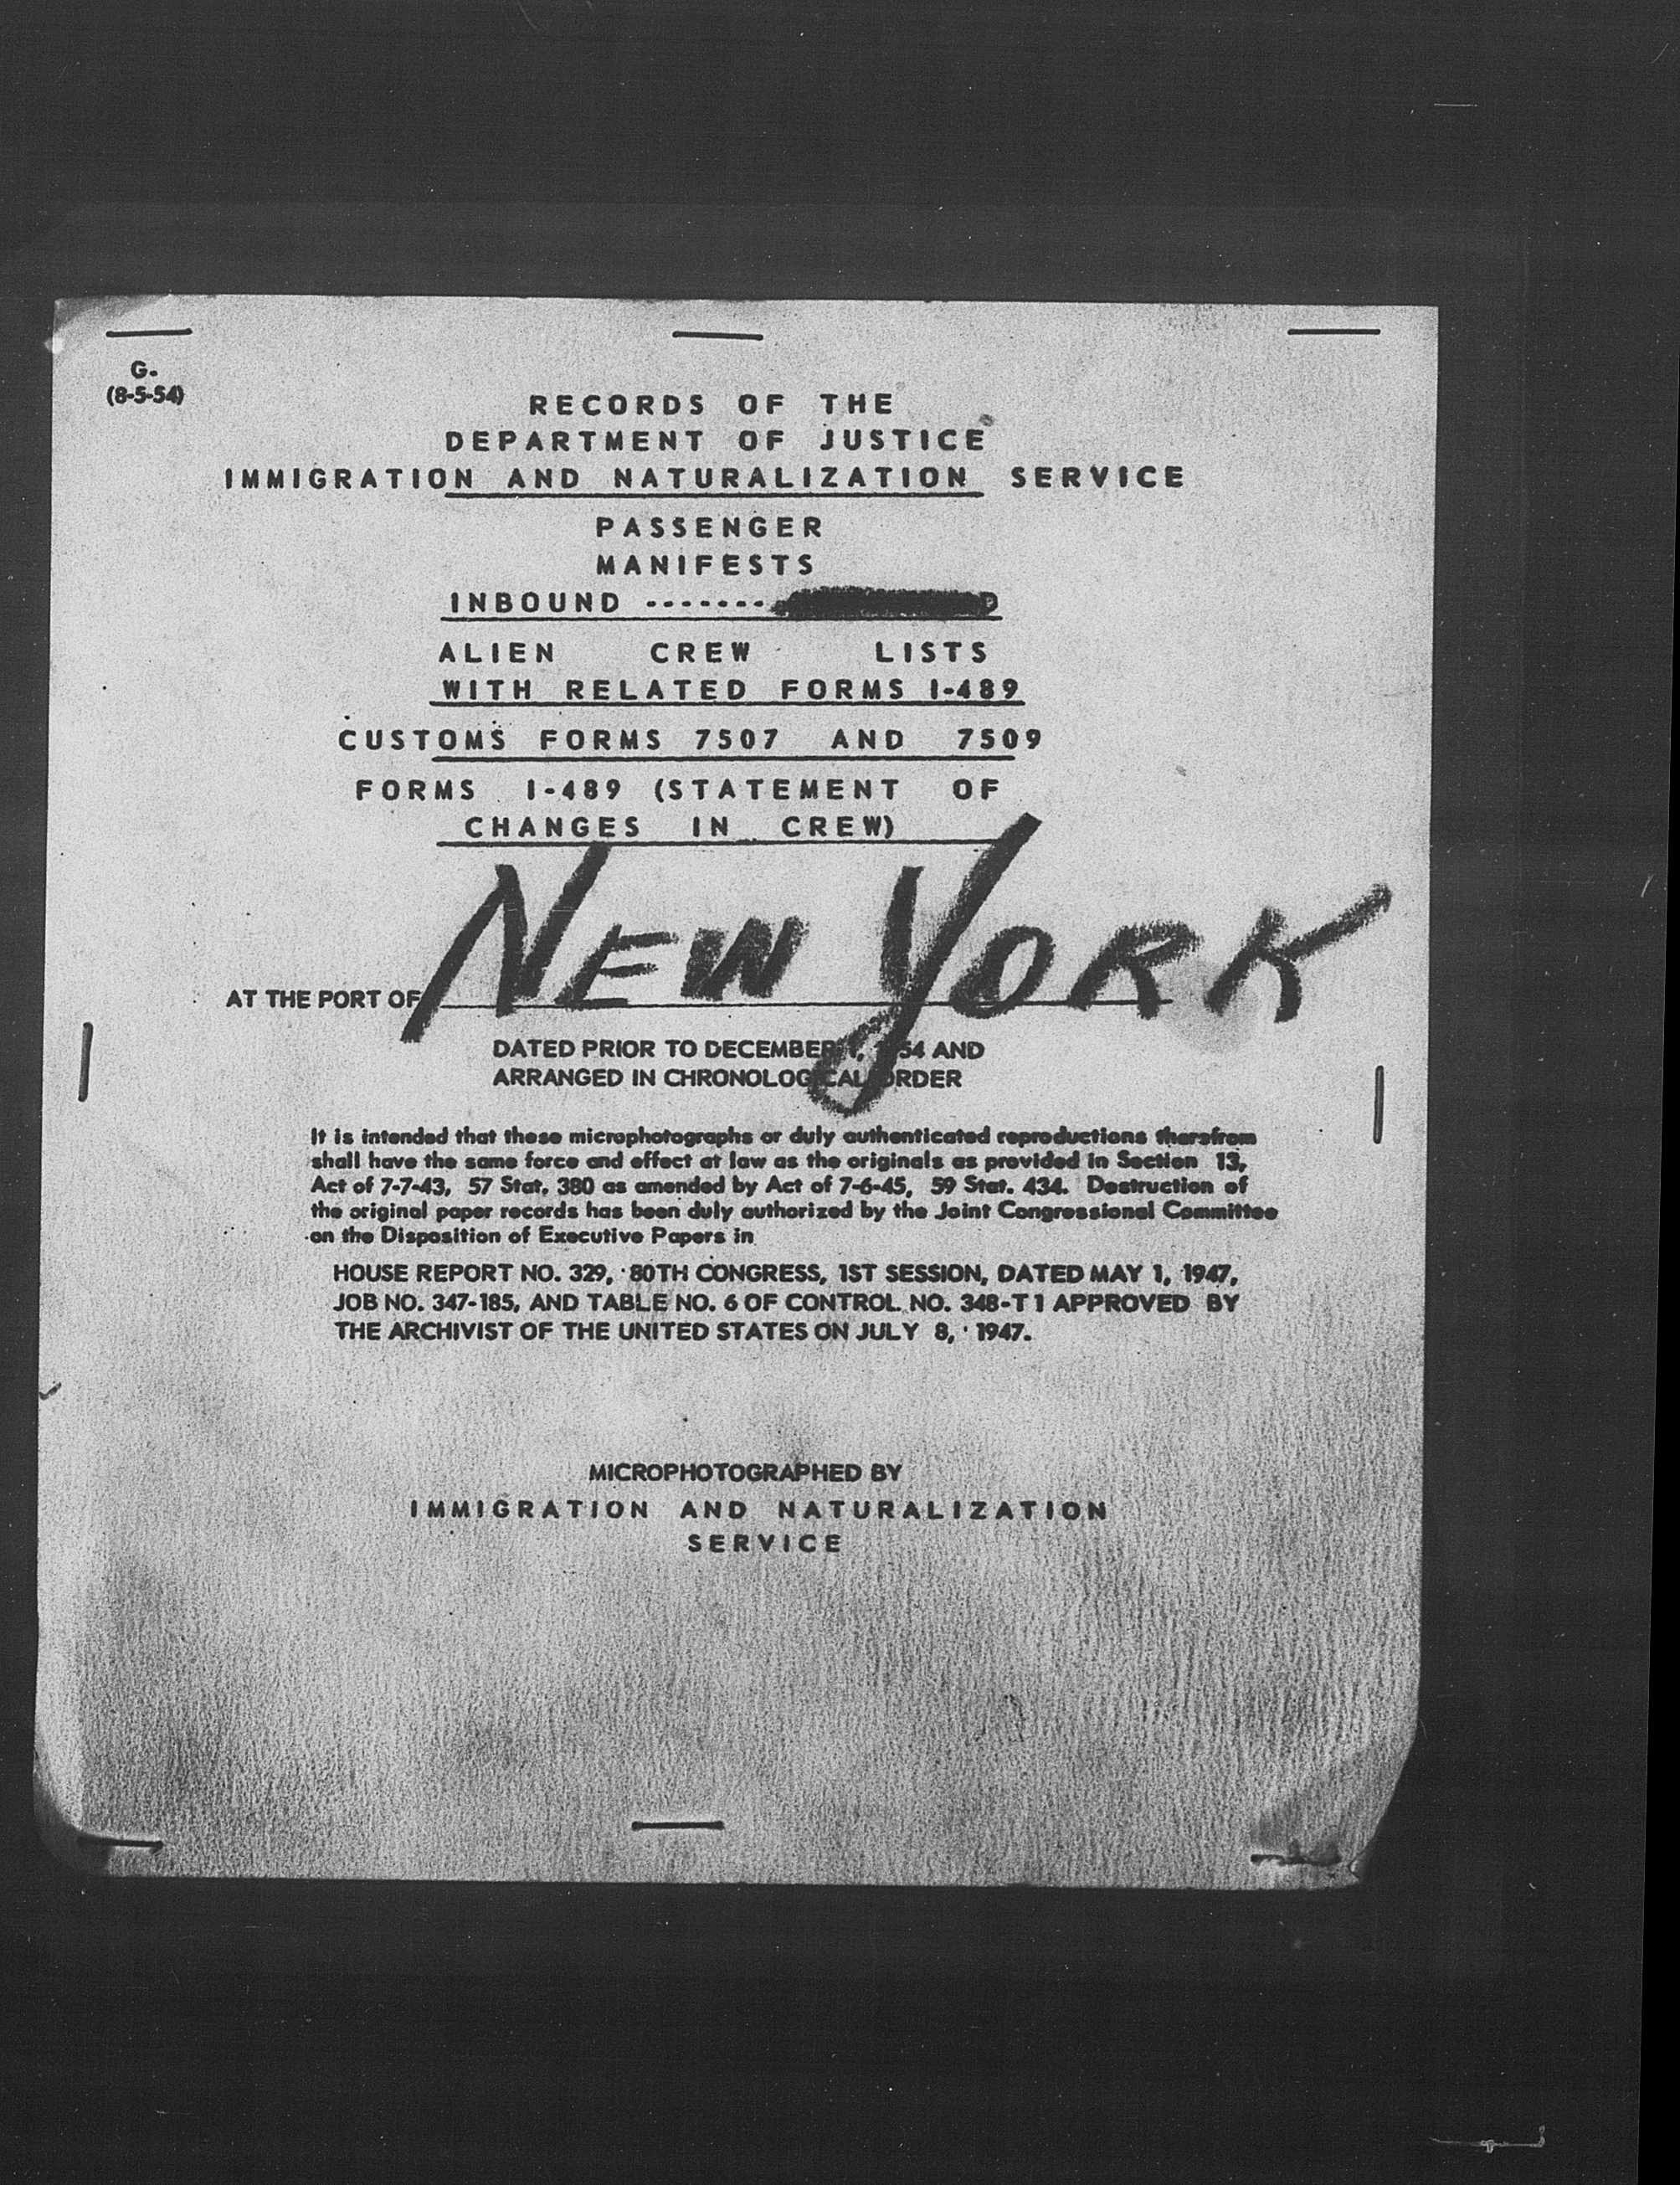 G.
(8-5-54)
RECORDS OF THE
DEPARTMENT OF JUSTICE
IMMIGRATION AND NATURALIZATION SERVICE
PASSENGER
MANIFESTS
INBOUND -------
ALIEN CREW LISTS
WITH RELATED FORMS I-489
CUSTOMS FORMS 7507 AND 7509
FORMS I-489 (STATEMENT OF
CHANGES IN CREW)
AT THE PORT OF NEW YORK
DATED PRIOR TO DECEMBER 1, 1954 AND
ARRANGED IN CHRONOLOGICAL ORDER
It is intended that these microphotographs or duly authenticated reproductions therefrom
shall have the same force and effect at law as the originals as provided in Section 13,
Act of 7-7-43, 57 Stat. 380 as amended by Act of 7-6-45, 59 Stat. 434. Destruction of
the original paper records has been duly authorized by the Joint Congressional Committee
on the Disposition of Executive Papers in
HOUSE REPORT NO. 329, 80TH CONGRESS, 1ST SESSION, DATED MAY 1, 1947,
JOB NO. 347-185, AND TABLE NO. 6 OF CONTROL NO. 348-T1 APPROVED BY
THE ARCHIVIST OF THE UNITED STATES ON JULY 8, 1947.
MICROPHOTOGRAPHED BY
IMMIGRATION AND NATURALIZATION
SERVICE